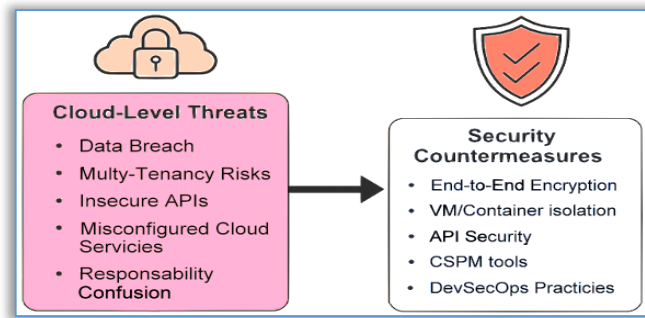 Cloud-Level Threats
• Data Breach
• Multy-Tenancy Risks
• Insecure APIs
• Misconfigured Cloud
Servicies
• Responsability
Confusion
Security
Countermeasures
• End-to-End Encryption
• VM/Container isolation
• API Security
• CSPM tools
• DevSecOps Practicies